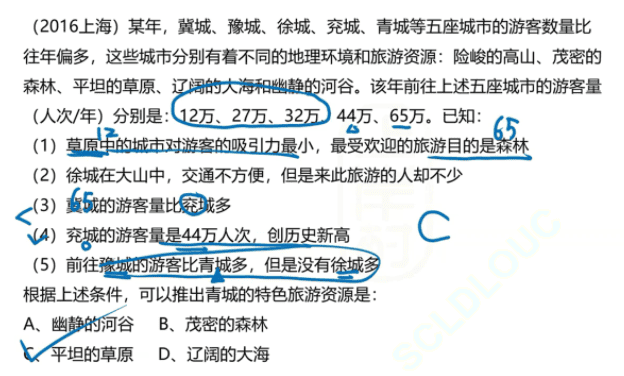 （2016上海）某年，冀城、豫城、徐城、兖城、青城等五座城市的游客数量比
往年偏多，这些城市分别有着不同的地理环境和旅游资源：险峻的高山、茂密的
森林、平坦的草原、辽阔的大海和幽静的河谷。该年前往上述五座城市的游客量
（人次/年）分别是：12万、27万、32万、44万、65万。已知：
12 65
（1）草原中的城市对游客的吸引力最小，最受欢迎的旅游目的是森林
（2）徐城在大山中，交通不方便，但是来此旅游的人却不少
65
（3）冀城的游客量比兖城多
（4）兖城的游客量是44万人次，创历史新高
C
（5）前往豫城的游客比青城多，但是没有徐城多
根据上述条件，可以推出青城的特色旅游资源是：
A、幽静的河谷 B、茂密的森林
C、平坦的草原 D、辽阔的大海
SCLDLOUC